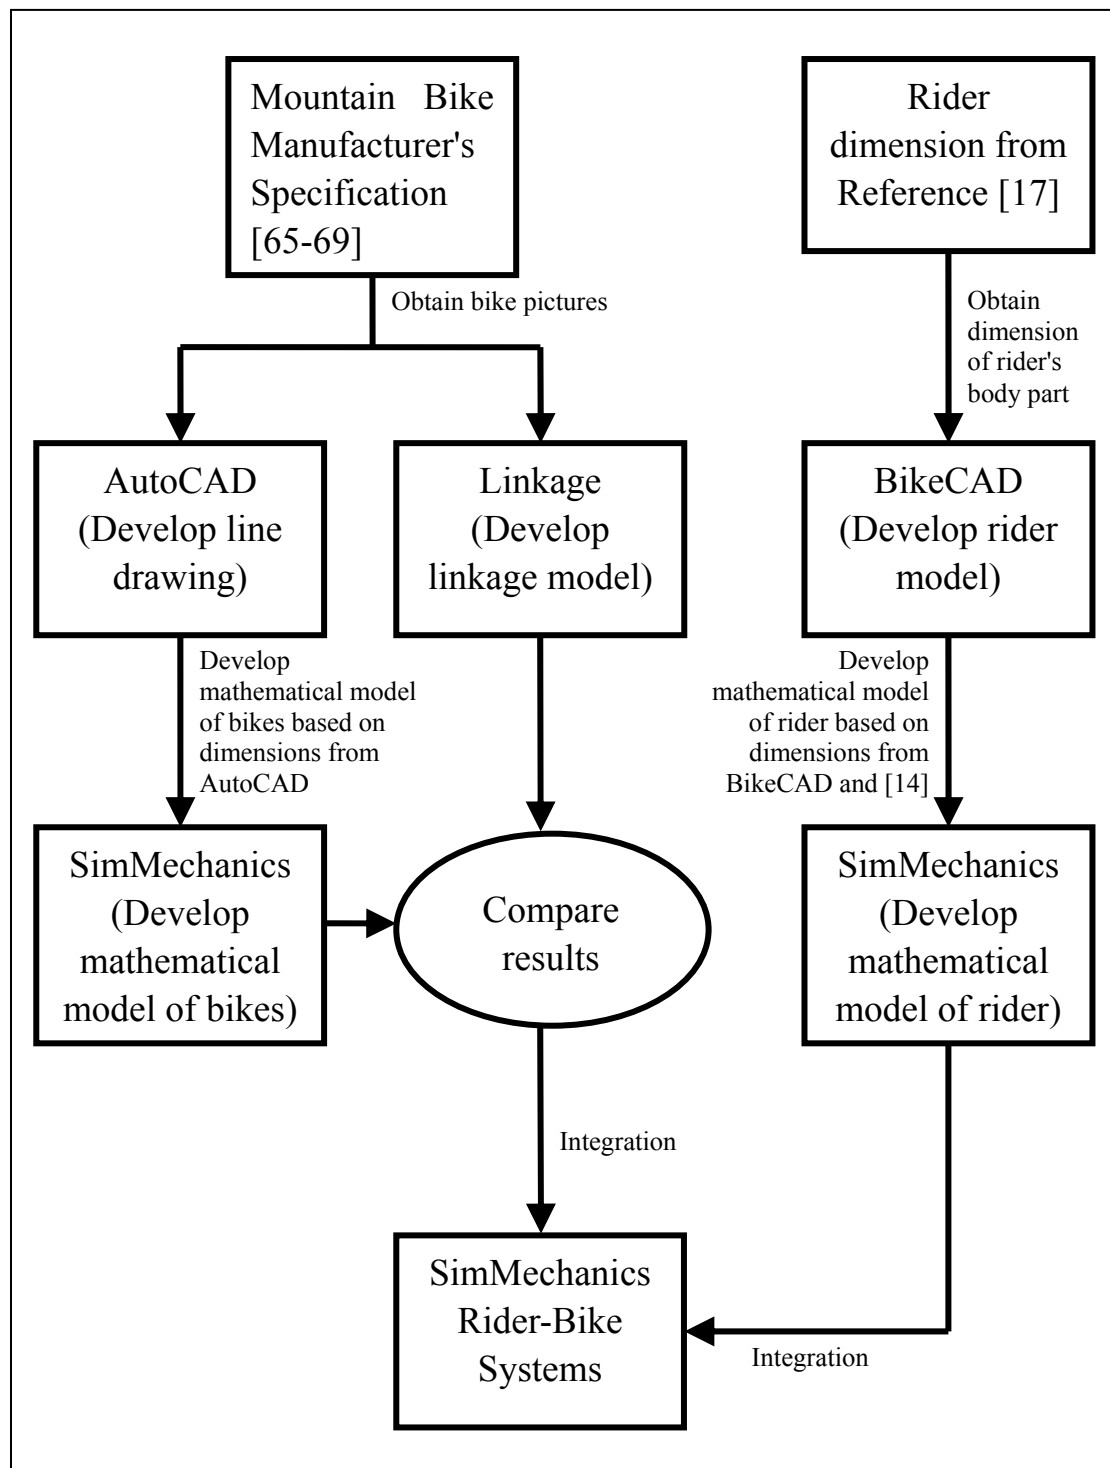 Mountain Bike
Manufacturer's
Specification
[65-69]
Rider
dimension from
Reference [17]
Obtain bike pictures
Obtain
dimension
of rider's
body part
AutoCAD
(Develop line
drawing)
Linkage
(Develop
linkage model)
BikeCAD
(Develop rider
model)
Develop
mathematical model
of bikes based on
dimensions from
AutoCAD
Develop
mathematical model
of rider based on
dimensions from
BikeCAD and [14]
SimMechanics
(Develop
mathematical
model of bikes)
Compare
results
SimMechanics
(Develop
mathematical
model of rider)
Integration
SimMechanics
Rider-Bike
Systems
Integration